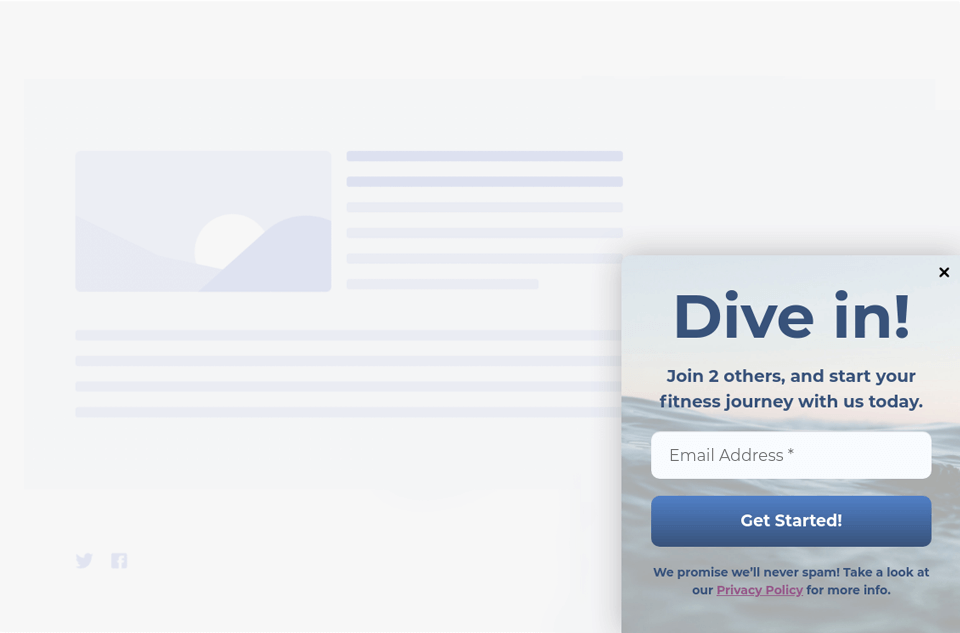 Dive in!
Join 2 others, and start your
fitness journey with us today.
Email Address *
Get Started!
We promise we’ll never spam! Take a look at
our Privacy Policy for more info.